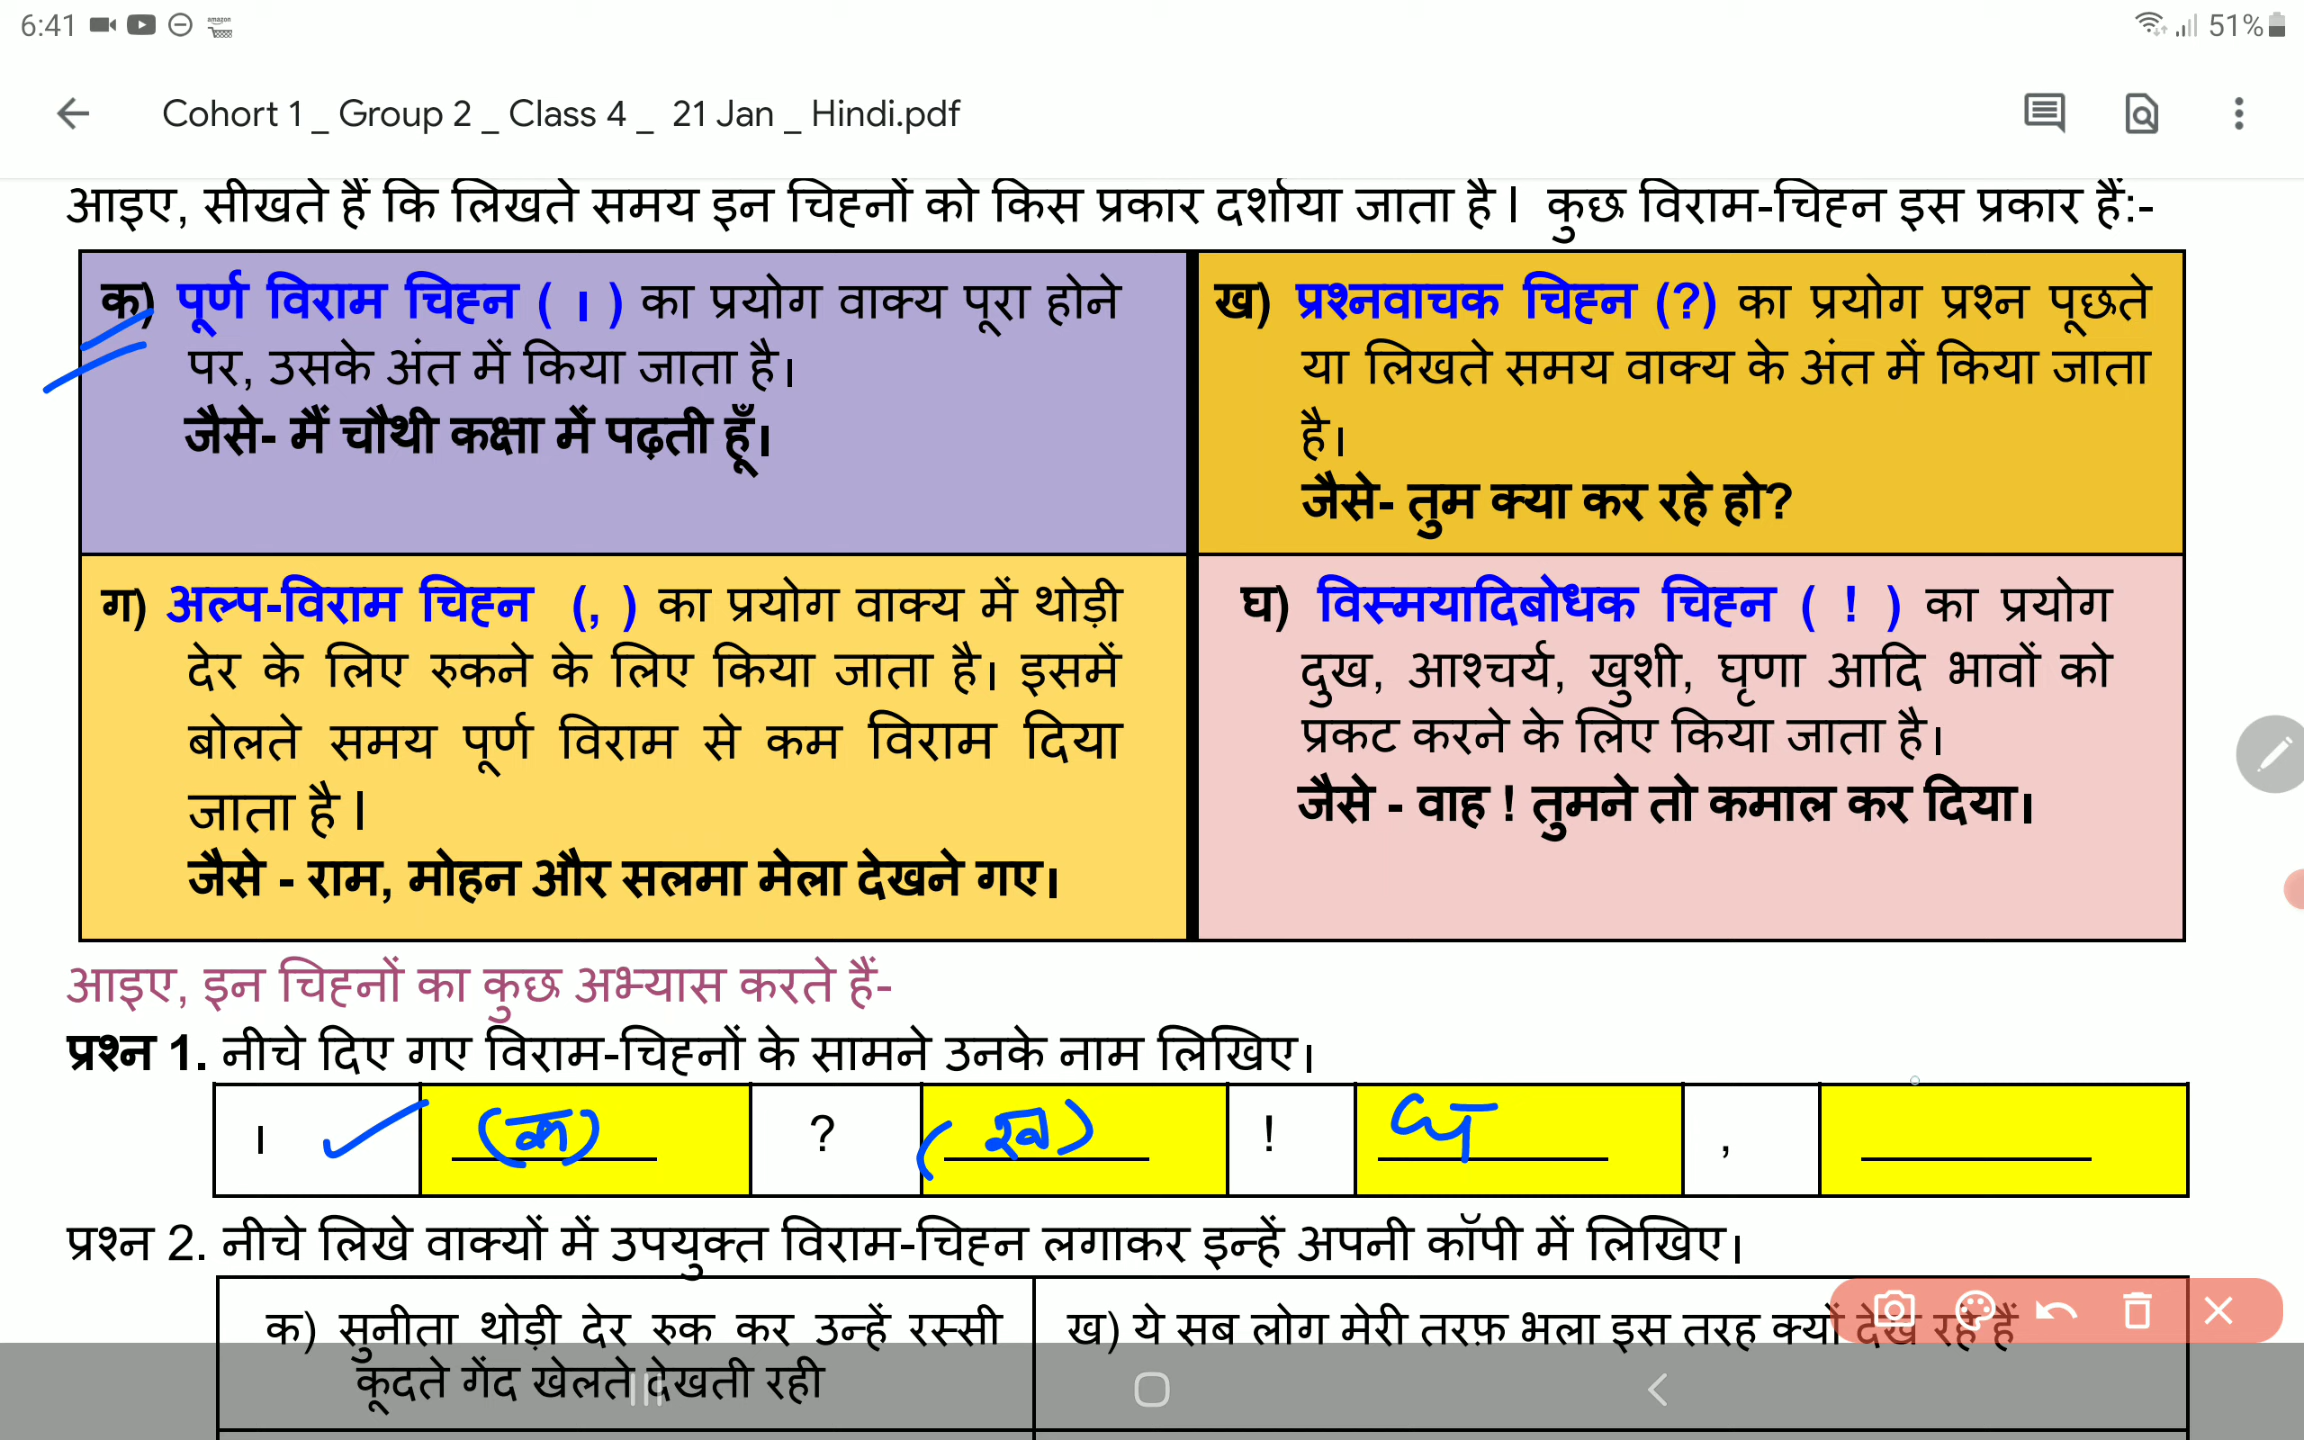 6:41
51%
Cohort 1 _ Group 2 _ Class 4 _ 21 Jan _ Hindi.pdf
आइए, सीखते हैं कि लिखते समय इन चिह्नों को किस प्रकार दर्शाया जाता है । कुछ विराम-चिह्न इस प्रकार हैं:-
क) पूर्ण विराम चिह्न ( । ) का प्रयोग वाक्य पूरा होने
पर, उसके अंत में किया जाता है।
जैसे- मैं चौथी कक्षा में पढ़ती हूँ।
ख) प्रश्नवाचक चिह्न (?) का प्रयोग प्रश्न पूछते
या लिखते समय वाक्य के अंत में किया जाता
है।
जैसे- तुम क्या कर रहे हो?
ग) अल्प-विराम चिह्न (, ) का प्रयोग वाक्य में थोड़ी
देर के लिए रुकने के लिए किया जाता है। इसमें
बोलते समय पूर्ण विराम से कम विराम दिया
जाता है ।
जैसे - राम, मोहन और सलमा मेला देखने गए।
घ) विस्मयादिबोधक चिह्न ( ! ) का प्रयोग
दुख, आश्चर्य, खुशी, घृणा आदि भावों को
प्रकट करने के लिए किया जाता है।
जैसे - वाह ! तुमने तो कमाल कर दिया।
आइए, इन चिह्नों का कुछ अभ्यास करते हैं-
प्रश्न 1. नीचे दिए गए विराम-चिह्नों के सामने उनके नाम लिखिए।
। (क) ? (ख) ! घ ,
प्रश्न 2. नीचे लिखे वाक्यों में उपयुक्त विराम-चिह्न लगाकर इन्हें अपनी कॉपी में लिखिए।
क) सुनीता थोड़ी देर रुक कर उन्हें रस्सी
कूदते गेंद खेलते देखती रही
ख) ये सब लोग मेरी तरफ़ भला इस तरह क्यों देख रहे हैं